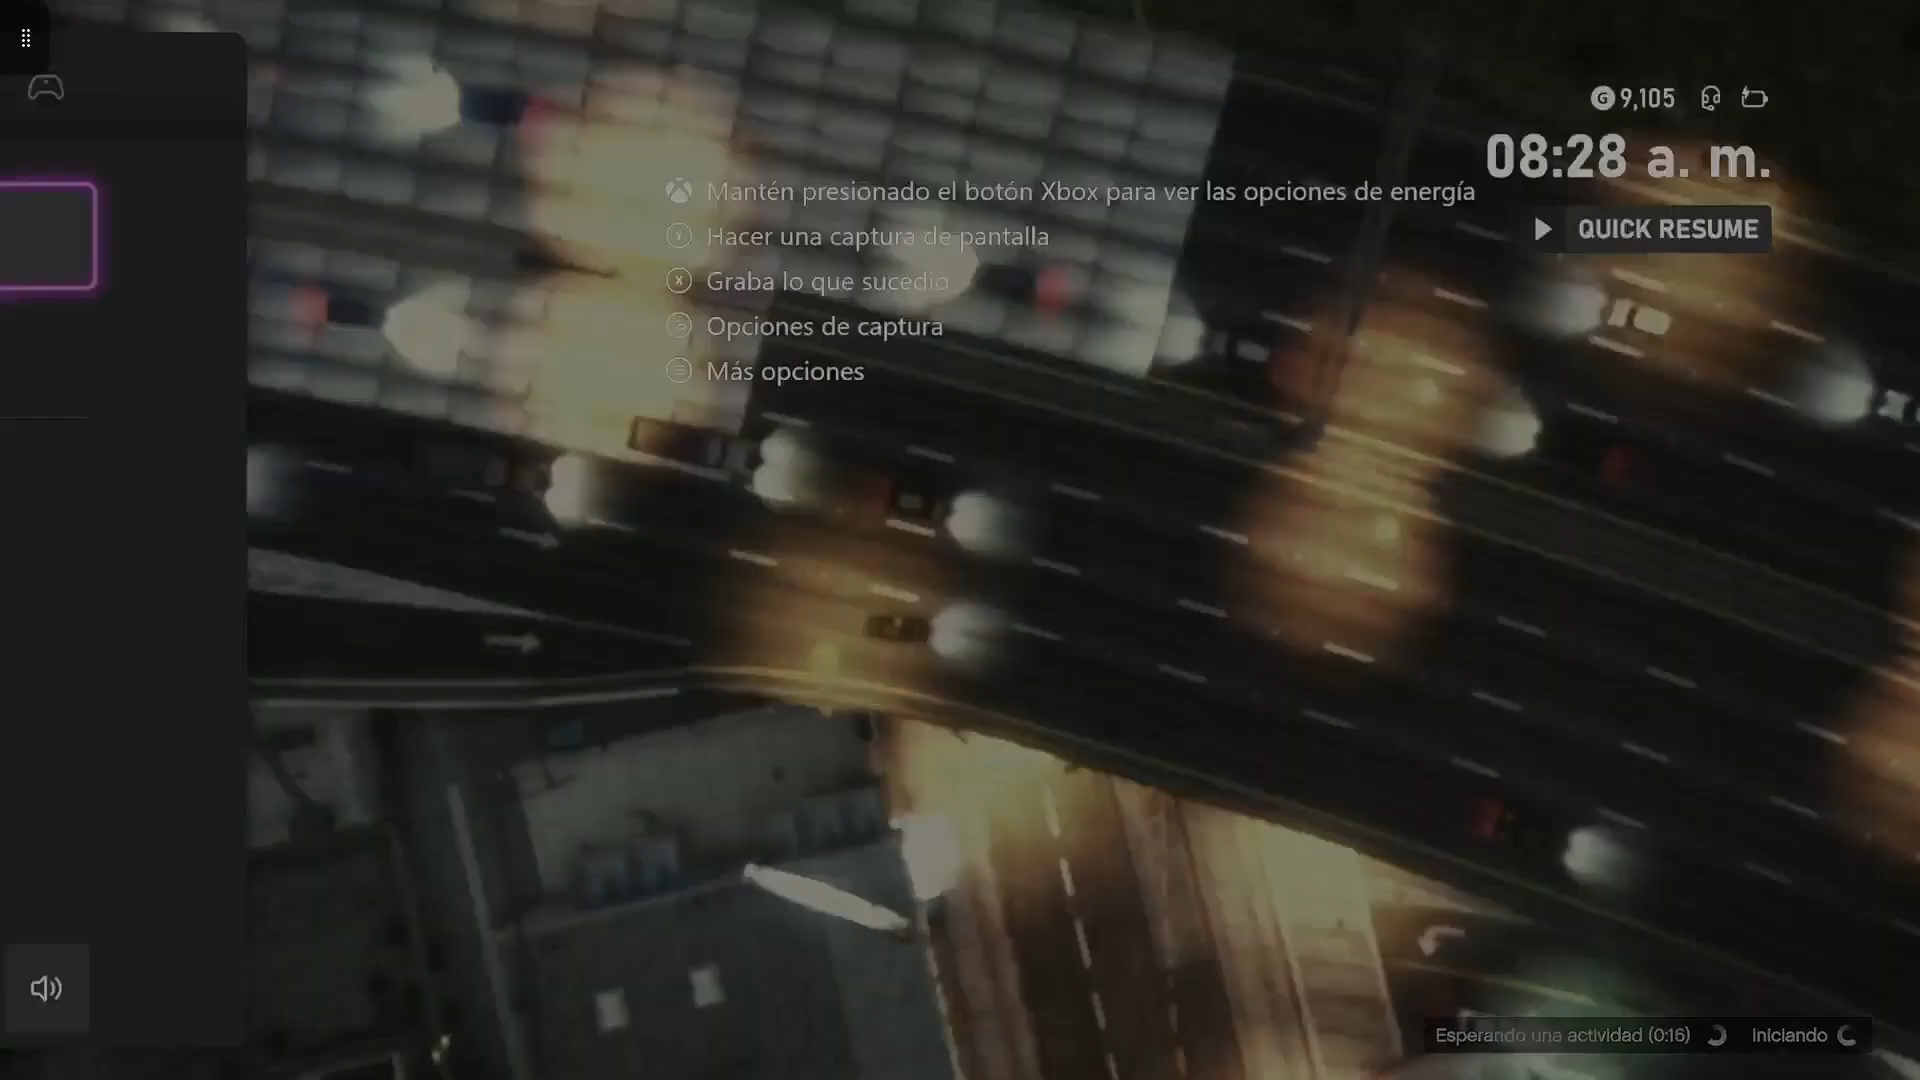 9,105
08:28 a. m.
QUICK RESUME
Mantén presionado el botón Xbox para ver las opciones de energía
Y Hacer una captura de pantalla
X Graba lo que sucedio
Opciones de captura
Más opciones
Esperando una actividad (0:16) Iniciando